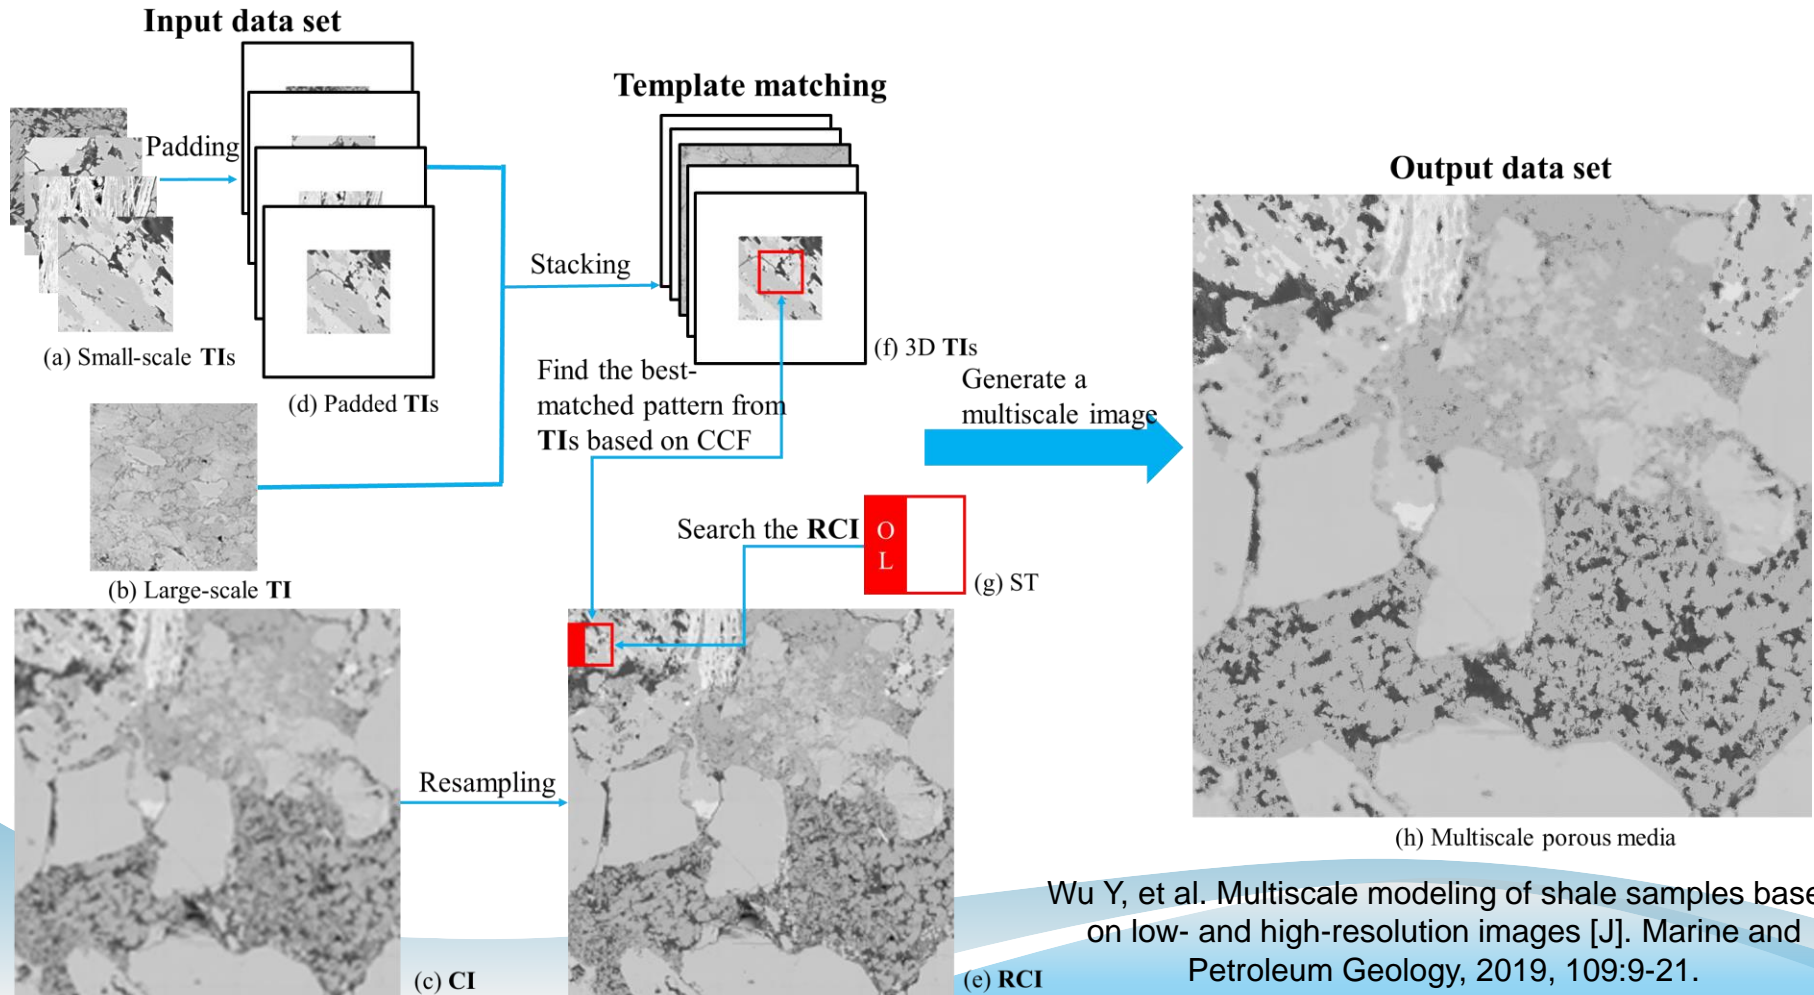 Input data set
Padding
(a) Small-scale TIs
(d) Padded TIs
(b) Large-scale TI
Stacking
Template matching
(f) 3D TIs
Find the best-
matched pattern from
TIs based on CCF
Search the RCI
O
L
(g) ST
(c) CI
Resampling
(e) RCI
Generate a
multiscale image
Output data set
(h) Multiscale porous media
Wu Y, et al. Multiscale modeling of shale samples base
on low- and high-resolution images [J]. Marine and
Petroleum Geology, 2019, 109:9-21.